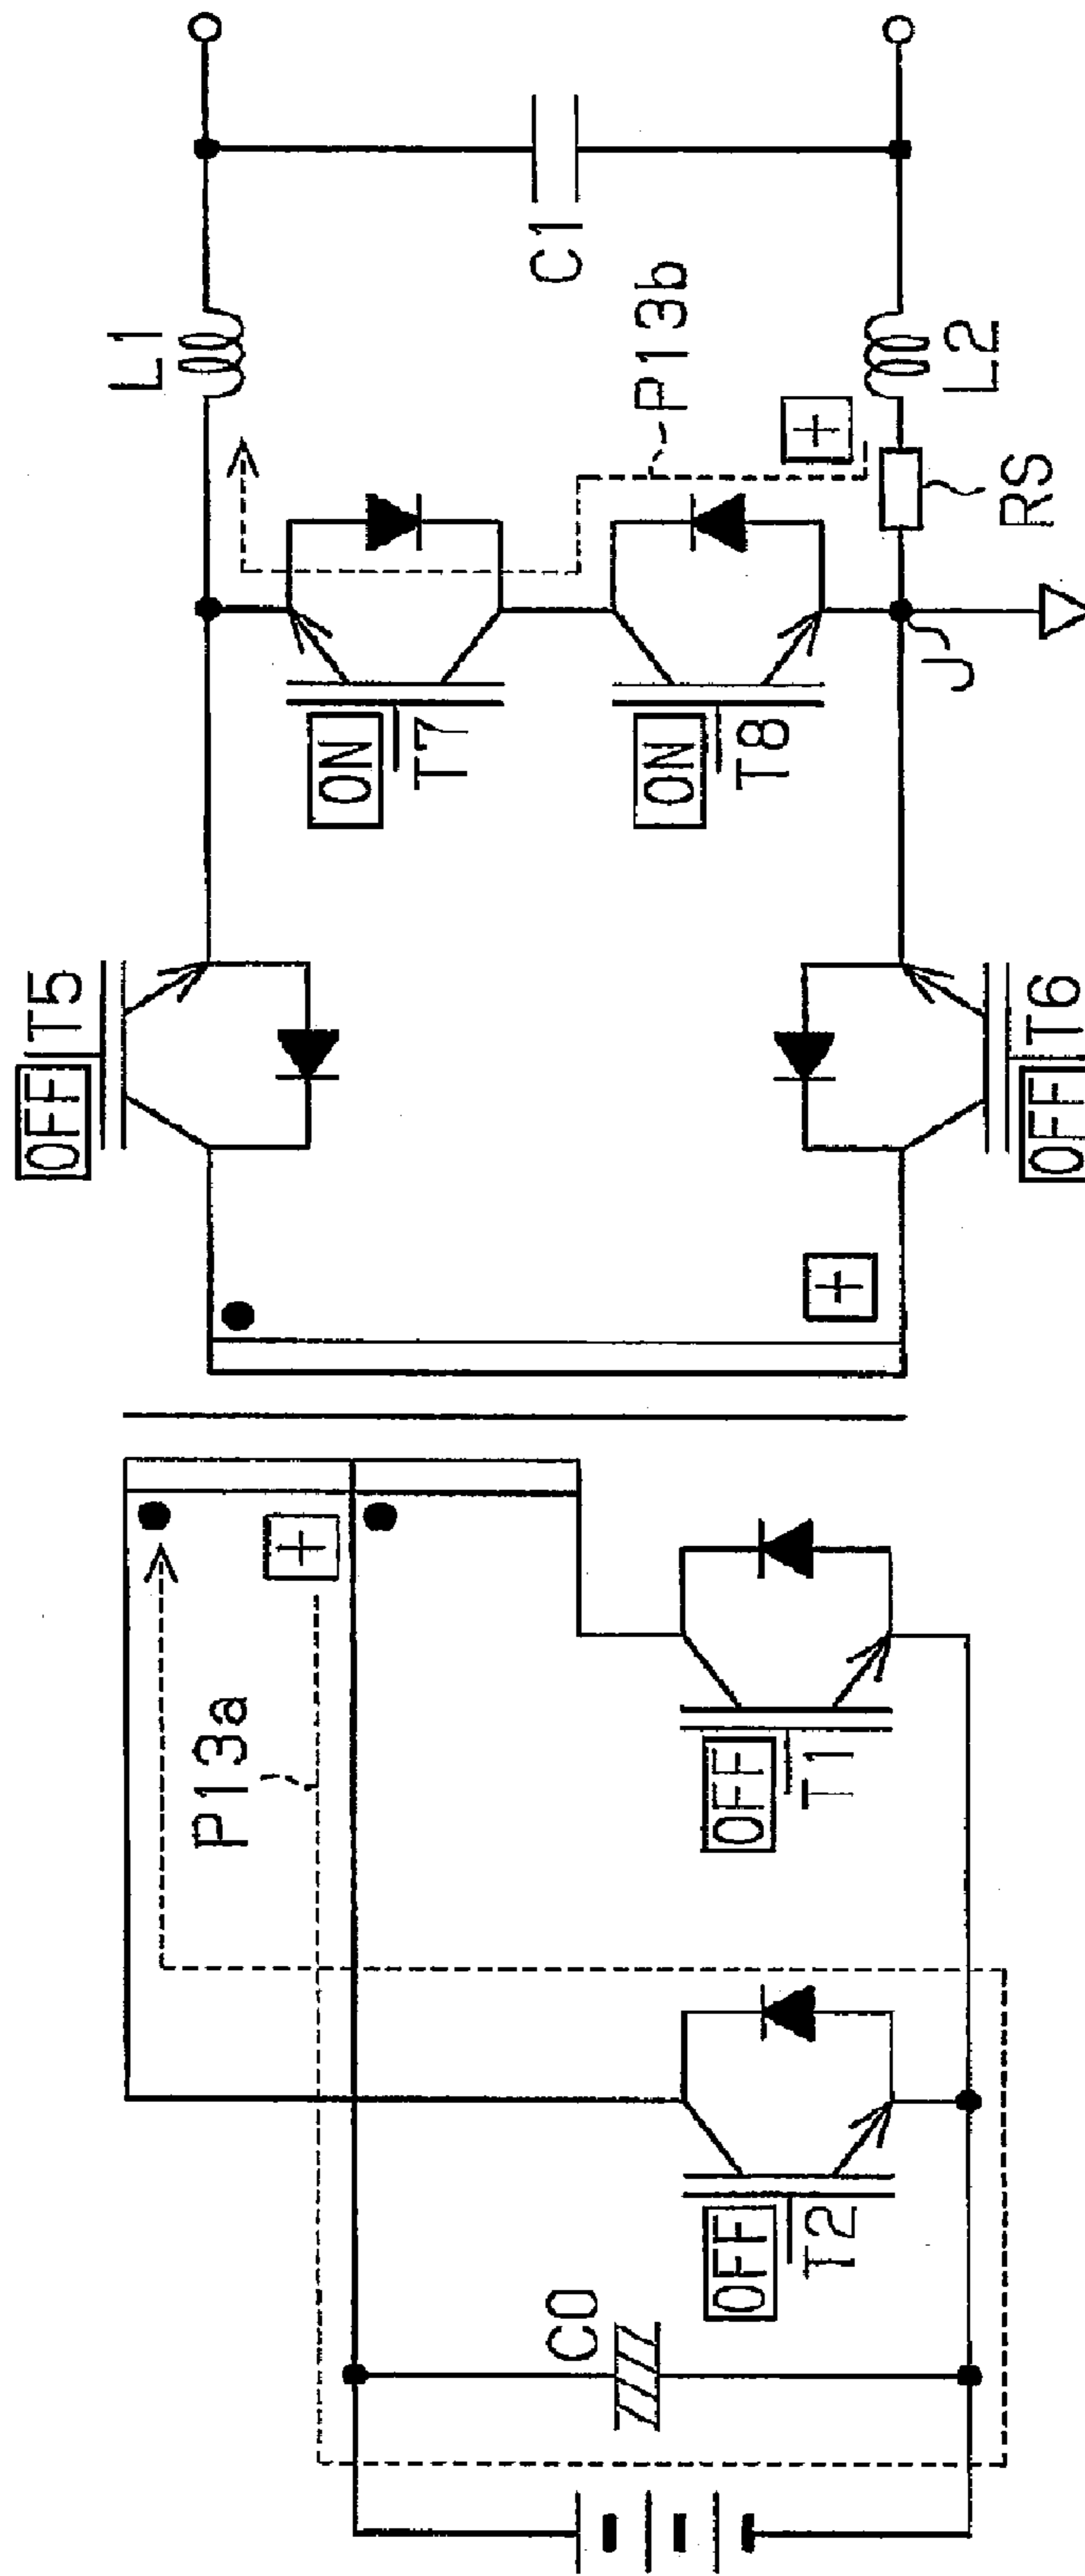 OFF
T5
L1
P13a
+
ON
T7
C1
P13b
C0
OFF
T2
OFF
T1
+
ON
T8
+
L2
RS
J
OFF
T6